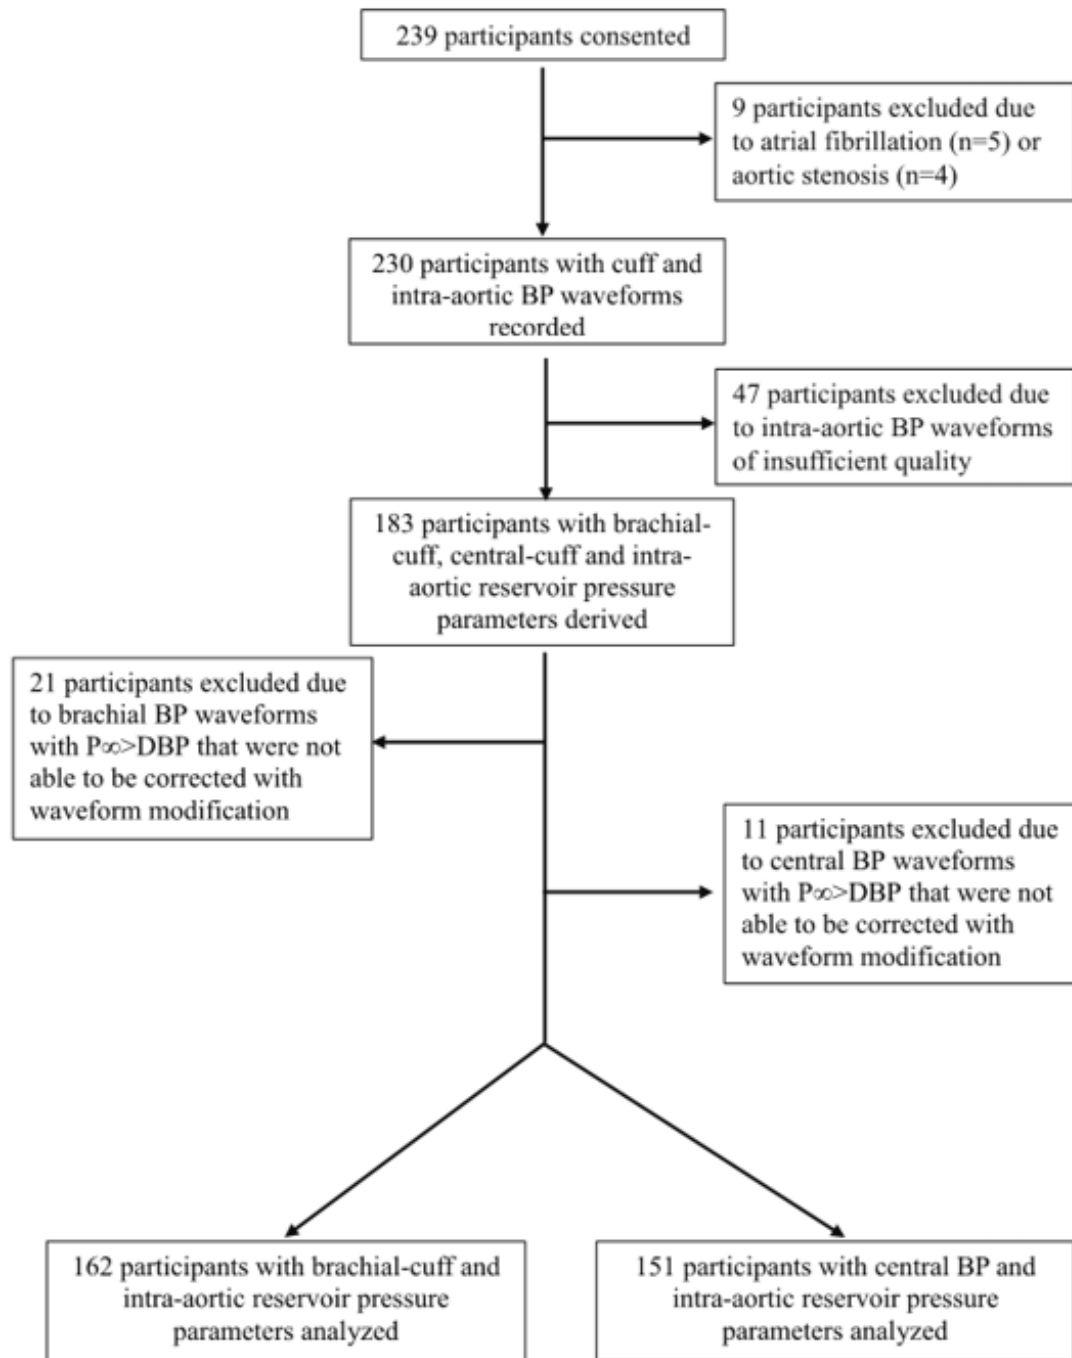 239 participants consented
9 participants excluded due
to atrial fibrillation (n=5) or
aortic stenosis (n=4)
230 participants with cuff and
intra-aortic BP waveforms
recorded
47 participants excluded due
to intra-aortic BP waveforms
of insufficient quality
183 participants with brachial-
cuff, central-cuff and intra-
aortic reservoir pressure
parameters derived
21 participants excluded due
to brachial BP waveforms
with P∞>DBP that were not
able to be corrected with
waveform modification
11 participants excluded due
to central BP waveforms
with P∞>DBP that were not
able to be corrected with
waveform modification
162 participants with brachial-cuff and
intra-aortic reservoir pressure
parameters analyzed
151 participants with central BP and
intra-aortic reservoir pressure
parameters analyzed